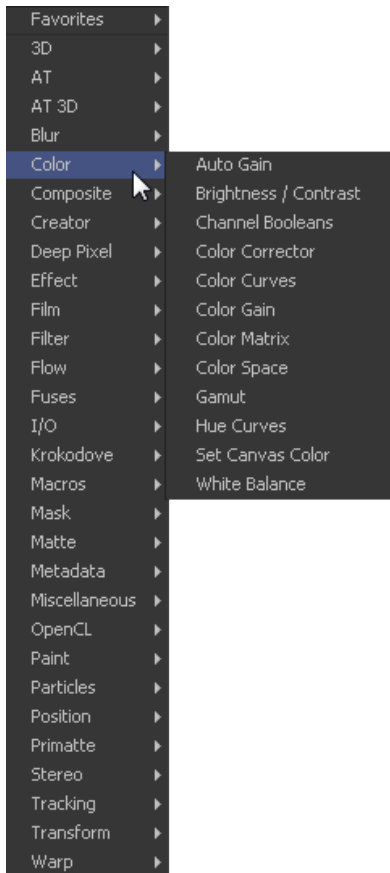 Favorites
3D
AT
AT 3D
Blur
Color
Composite
Creator
Deep Pixel
Effect
Film
Filter
Flow
Fuses
I/O
Krokodove
Macros
Mask
Matte
Metadata
Miscellaneous
OpenCL
Paint
Particles
Position
Primatte
Stereo
Tracking
Transform
Warp
Auto Gain
Brightness / Contrast
Channel Booleans
Color Corrector
Color Curves
Color Gain
Color Matrix
Color Space
Gamut
Hue Curves
Set Canvas Color
White Balance